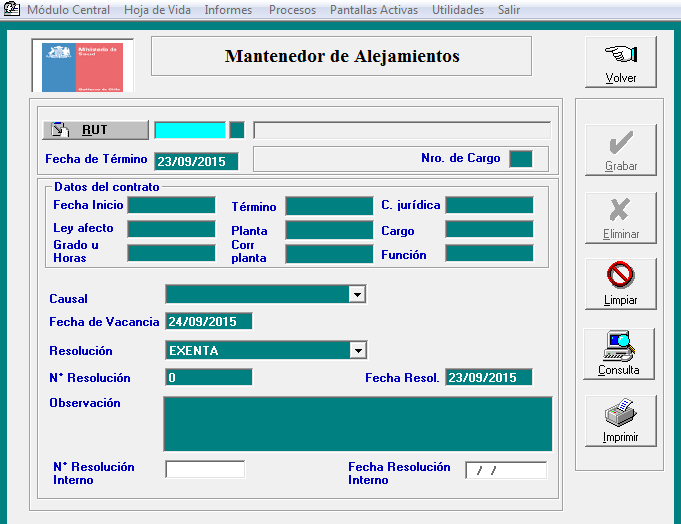 Módulo Central Hoja de Vida Informes Procesos Pantallas Activas Utilidades Salir
Ministerio de
Salud
Gobierno de Chile
Mantenedor de Alejamientos
Volver
RUT
Fecha de Término 23/09/2015 Nro. de Cargo
Grabar
Datos del contrato
Fecha Inicio Término C. jurídica
Ley afecto Planta Cargo
Grado u
Horas
Corr
planta
Función
Eliminar
Causal
Limpiar
Fecha de Vacancia 24/09/2015
Resolución EXENTA
Consulta
N° Resolución 0 Fecha Resol. 23/09/2015
Observación
Imprimir
N° Resolución
Interno
Fecha Resolución
Interno
/ /